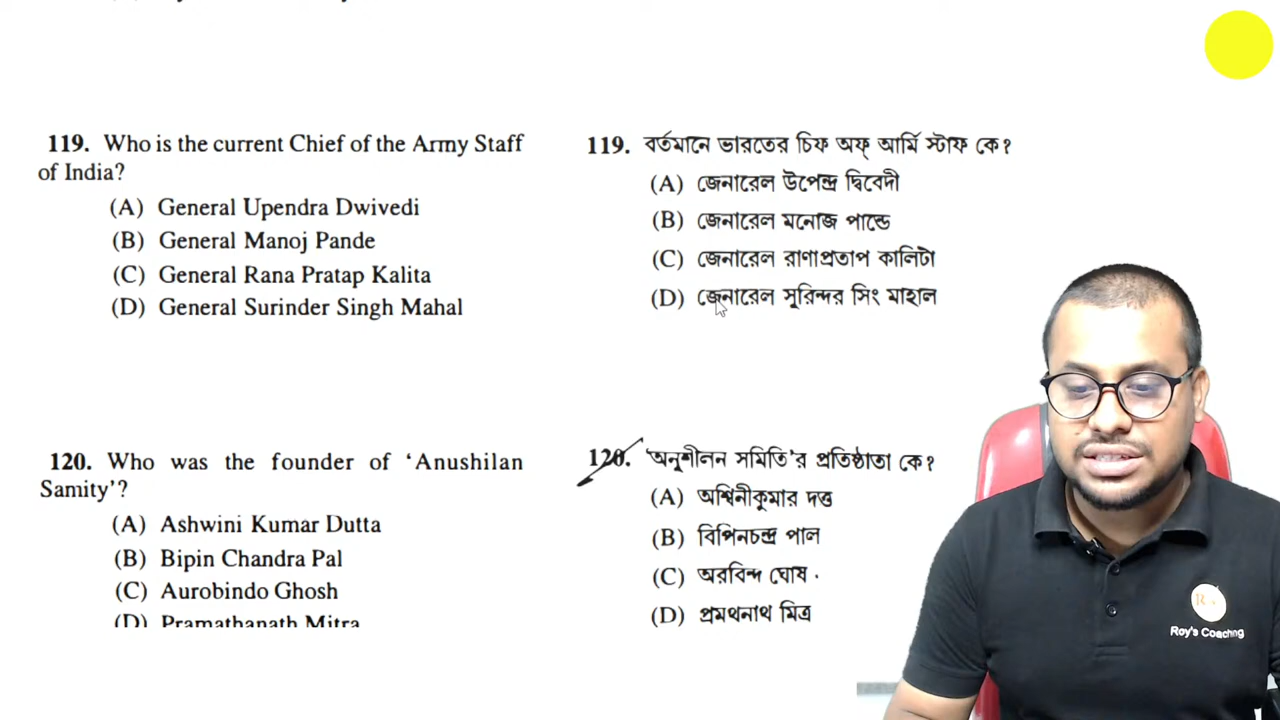 119. Who is the current Chief of the Army Staff
of India?
(A) General Upendra Dwivedi
(B) General Manoj Pande
(C) General Rana Pratap Kalita
(D) General Surinder Singh Mahal
120. Who was the founder of ‘Anushilan
Samity’?
(A) Ashwini Kumar Dutta
(B) Bipin Chandra Pal
(C) Aurobindo Ghosh
(D) Pramathanath Mitra
119. বর্তমানে ভারতের চিফ অফ্ আর্মি স্টাফ কে?
(A) জেনারেল উপেন্দ্র দ্বিবেদী
(B) জেনারেল মনোজ পান্ডে
(C) জেনারেল রাণাপ্রতাপ কালিটা
(D) জেনারেল সুরিন্দর সিং মাহাল
120. ‘অনুশীলন সমিতি’র প্রতিষ্ঠাতা কে?
(A) অশ্বিনীকুমার দত্ত
(B) বিপিনচন্দ্র পাল
(C) অরবিন্দ ঘোষ
(D) প্রমথনাথ মিত্র
Roy's Coaching